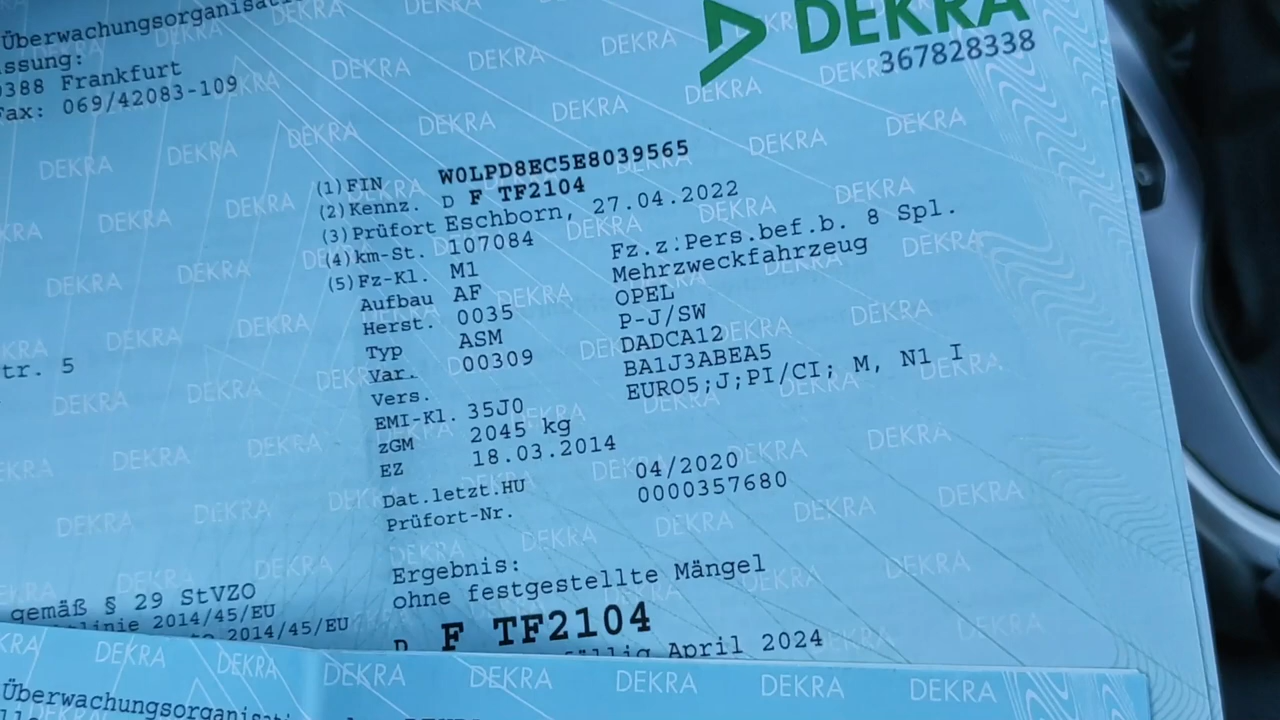 Überwachungsorganisati
ssung:
0388 Frankfurt
Fax: 069/42083-109
DEKRA
367828338
(1)FIN W0LPD8EC5E8039565
(2)Kennz. D F TF2104
(3)Prüfort Eschborn, 27.04.2022
(4)km-St. 107084
(5)Fz-Kl. M1 Fz.z.Pers.bef.b. 8 Spl.
Aufbau AF Mehrzweckfahrzeug
Herst. 0035 OPEL
Typ ASM P-J/SW
Var. 00309 DADCA12
Vers. BA1J3ABEA5
EMI-Kl. 35J0 EURO5;J;PI/CI; M, N1 I
zGM 2045 kg
EZ 18.03.2014
Dat.letzt.HU 04/2020
Prüfort-Nr. 0000357680
tr. 5
Ergebnis:
ohne festgestellte Mängel
D F TF2104
April 2024
gemäß § 29 StVZO
linie 2014/45/EU
2014/45/EU
Überwachungsorganisati